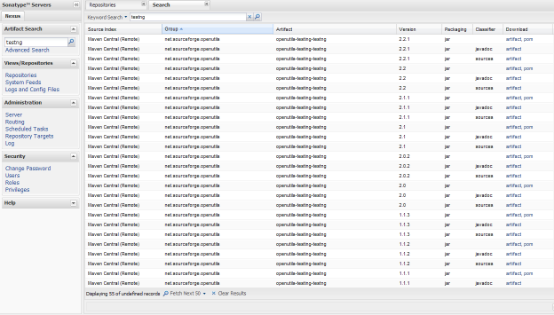 Sonatype™ Servers
Nexus
Artifact Search
testng
Advanced Search
Views/Repositories
Repositories
System Feeds
Logs and Config Files
Administration
Server
Routing
Scheduled Tasks
Repository Targets
Log
Security
Change Password
Users
Roles
Privileges
Help
Repositories Search
Keyword Search testng
Source Index Group Artifact Version Packaging Classifier Download
Maven Central (Remote) net.sourceforge.openutils openutils-testing-testng 2.2.1 jar artifact, pom
Maven Central (Remote) net.sourceforge.openutils openutils-testing-testng 2.2.1 jar javadoc artifact
Maven Central (Remote) net.sourceforge.openutils openutils-testing-testng 2.2.1 jar sources artifact
Maven Central (Remote) net.sourceforge.openutils openutils-testing-testng 2.2 jar artifact, pom
Maven Central (Remote) net.sourceforge.openutils openutils-testing-testng 2.2 jar javadoc artifact
Maven Central (Remote) net.sourceforge.openutils openutils-testing-testng 2.2 jar sources artifact
Maven Central (Remote) net.sourceforge.openutils openutils-testing-testng 2.1.1 jar artifact, pom
Maven Central (Remote) net.sourceforge.openutils openutils-testing-testng 2.1.1 jar javadoc artifact
Maven Central (Remote) net.sourceforge.openutils openutils-testing-testng 2.1.1 jar sources artifact
Maven Central (Remote) net.sourceforge.openutils openutils-testing-testng 2.1 jar artifact, pom
Maven Central (Remote) net.sourceforge.openutils openutils-testing-testng 2.1 jar javadoc artifact
Maven Central (Remote) net.sourceforge.openutils openutils-testing-testng 2.1 jar sources artifact
Maven Central (Remote) net.sourceforge.openutils openutils-testing-testng 2.0.2 jar artifact, pom
Maven Central (Remote) net.sourceforge.openutils openutils-testing-testng 2.0.2 jar javadoc artifact
Maven Central (Remote) net.sourceforge.openutils openutils-testing-testng 2.0.2 jar sources artifact
Maven Central (Remote) net.sourceforge.openutils openutils-testing-testng 2.0 jar artifact, pom
Maven Central (Remote) net.sourceforge.openutils openutils-testing-testng 2.0 jar javadoc artifact
Maven Central (Remote) net.sourceforge.openutils openutils-testing-testng 2.0 jar sources artifact
Maven Central (Remote) net.sourceforge.openutils openutils-testing-testng 1.1.3 jar artifact, pom
Maven Central (Remote) net.sourceforge.openutils openutils-testing-testng 1.1.3 jar javadoc artifact
Maven Central (Remote) net.sourceforge.openutils openutils-testing-testng 1.1.3 jar sources artifact
Maven Central (Remote) net.sourceforge.openutils openutils-testing-testng 1.1.2 jar javadoc artifact
Maven Central (Remote) net.sourceforge.openutils openutils-testing-testng 1.1.2 jar artifact, pom
Maven Central (Remote) net.sourceforge.openutils openutils-testing-testng 1.1.2 jar sources artifact
Maven Central (Remote) net.sourceforge.openutils openutils-testing-testng 1.1.1 jar artifact, pom
Maven Central (Remote) net.sourceforge.openutils openutils-testing-testng 1.1.1 jar javadoc artifact
Displaying 55 of undefined records Fetch Next 50 Clear Results